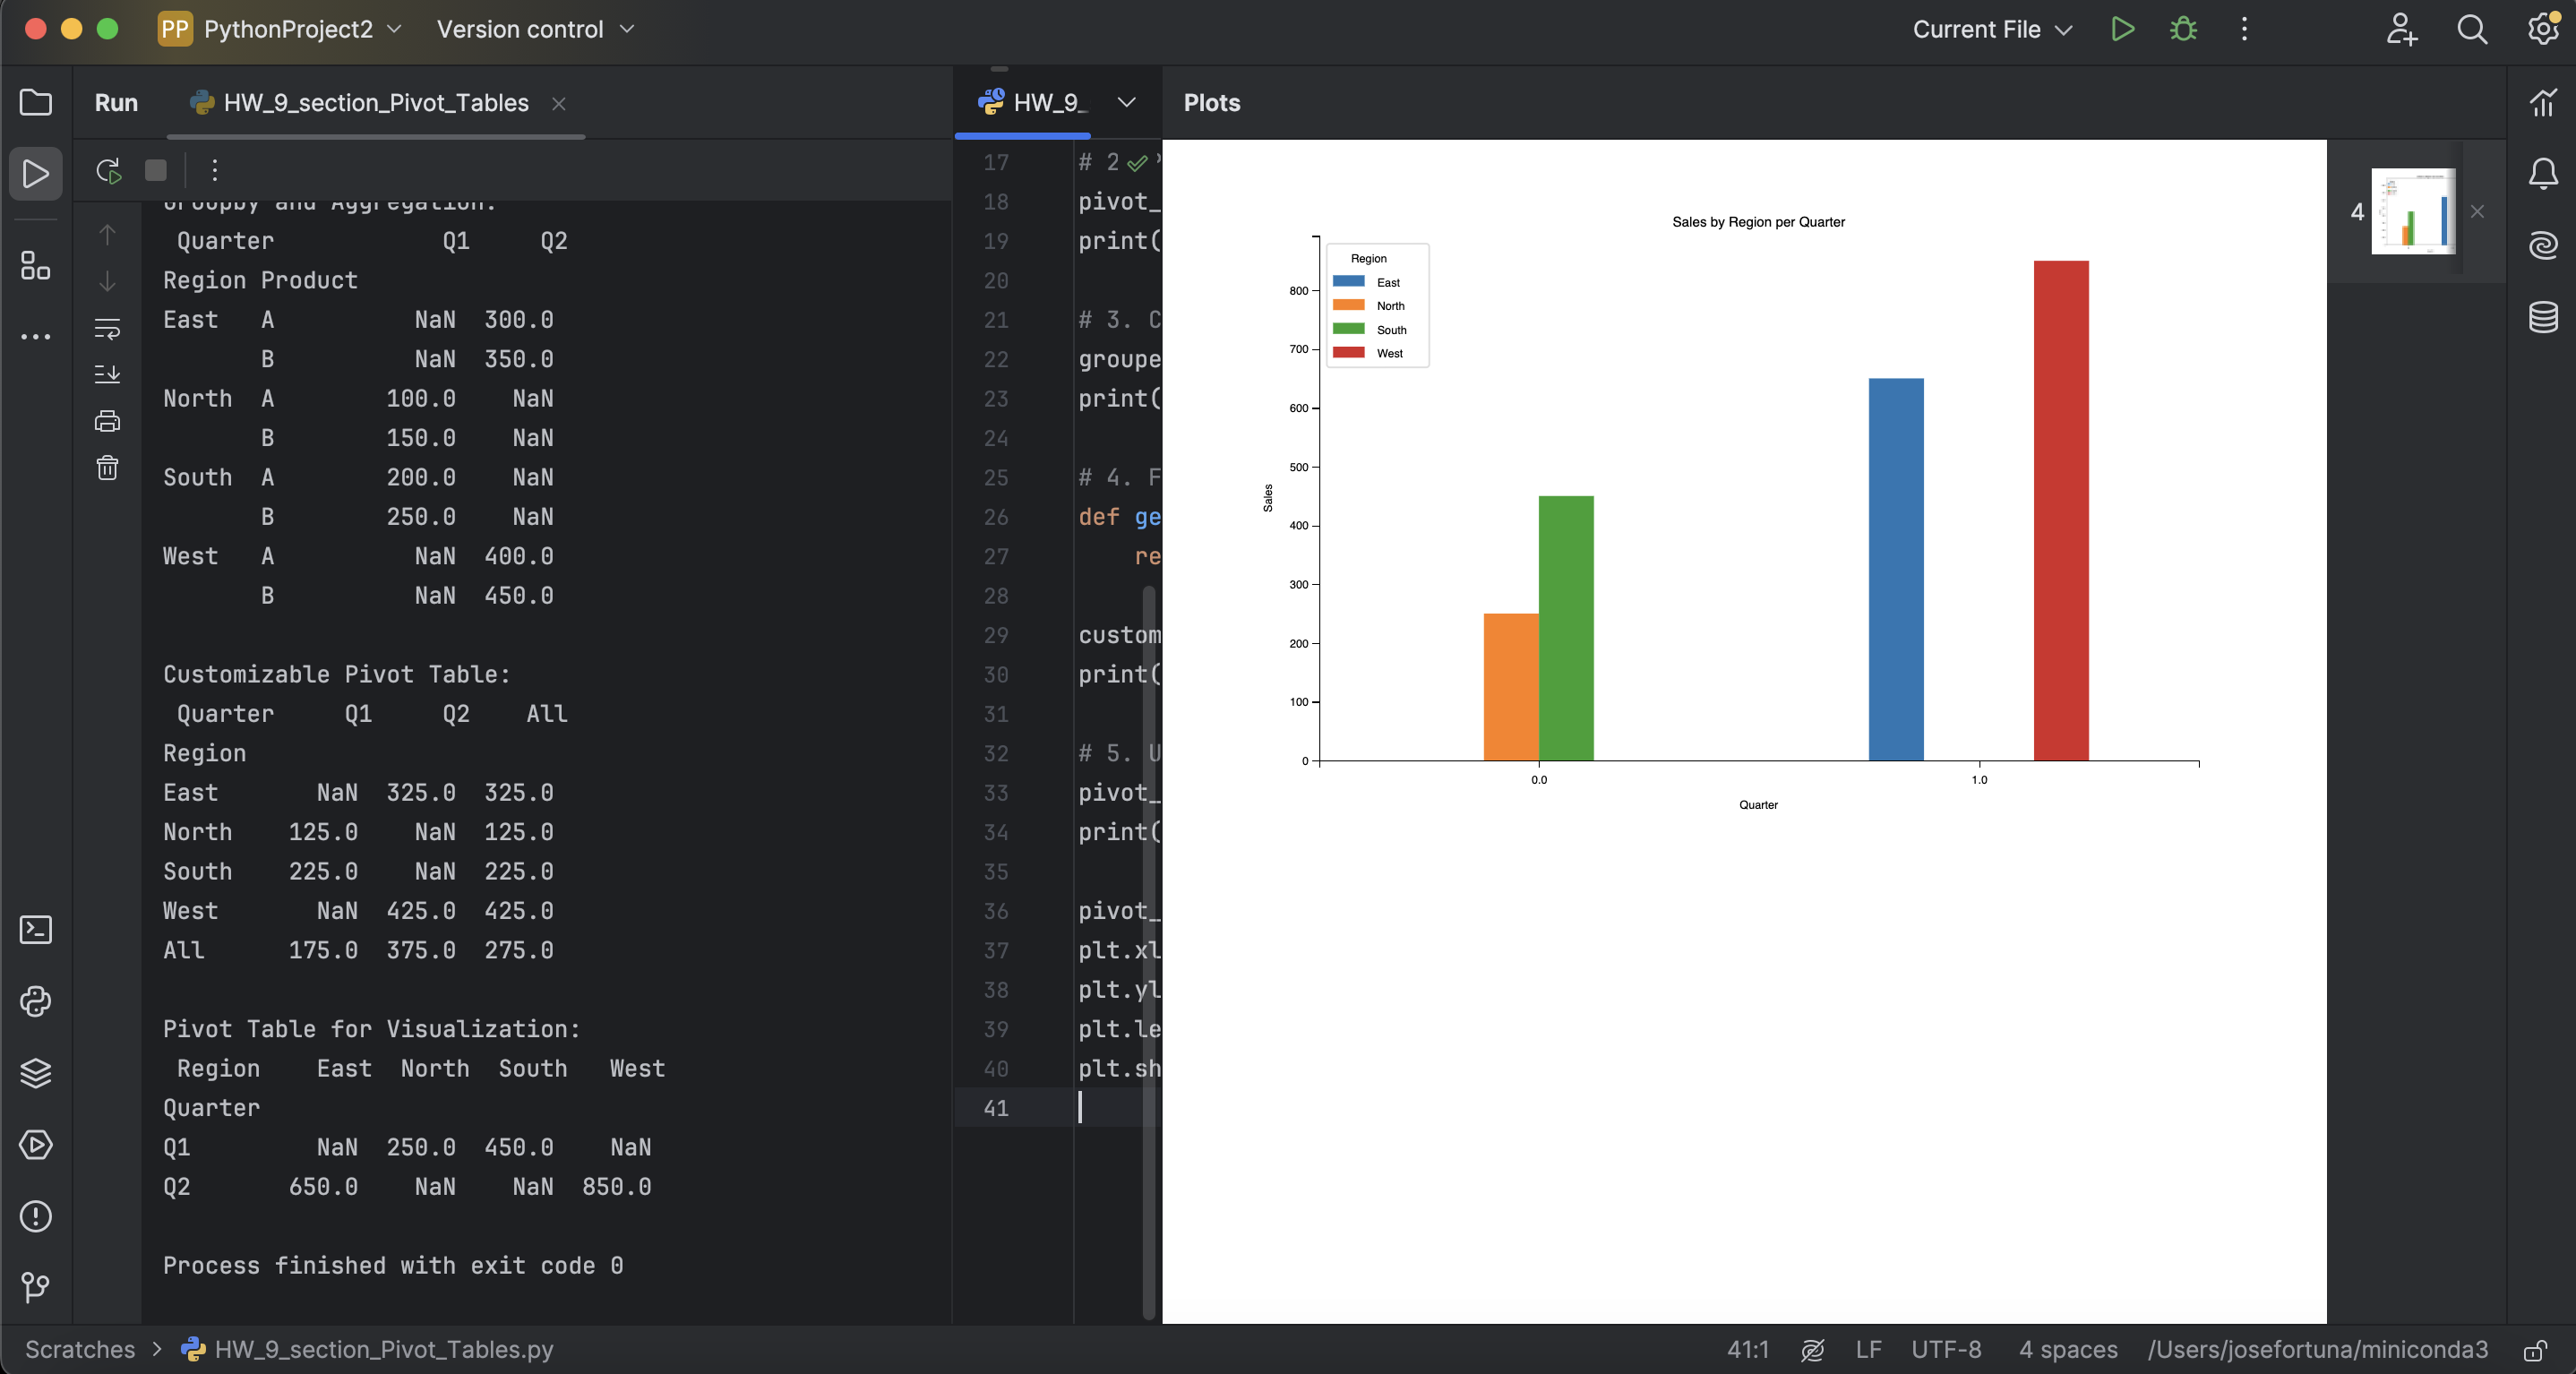 PP PythonProject2 Version control Current File
Run HW_9_section_Pivot_Tables
HW_9_
Plots
Groupby and Aggregation:
Quarter Q1 Q2
Region Product
East A NaN 300.0
B NaN 350.0
North A 100.0 NaN
B 150.0 NaN
South A 200.0 NaN
B 250.0 NaN
West A NaN 400.0
B NaN 450.0
Customizable Pivot Table:
Quarter Q1 Q2 All
Region
East NaN 325.0 325.0
North 125.0 NaN 125.0
South 225.0 NaN 225.0
West NaN 425.0 425.0
All 175.0 375.0 275.0
Pivot Table for Visualization:
Region East North South West
Quarter
Q1 NaN 250.0 450.0 NaN
Q2 650.0 NaN NaN 850.0
Process finished with exit code 0
17 # 2
18 pivot_
19 print(
20
21 # 3. C
22 groupe
23 print(
24
25 # 4. F
26 def ge
27 re
28
29 custom
30 print(
31
32 # 5. U
33 pivot_
34 print(
35
36 pivot_
37 plt.xl
38 plt.yl
39 plt.le
40 plt.sh
41
Sales by Region per Quarter
Region
East
North
South
West
800
700
600
500
400
300
200
100
0
Sales
0.0 1.0
Quarter
4
Scratches HW_9_section_Pivot_Tables.py
41:1 LF UTF-8 4 spaces /Users/josefortuna/miniconda3